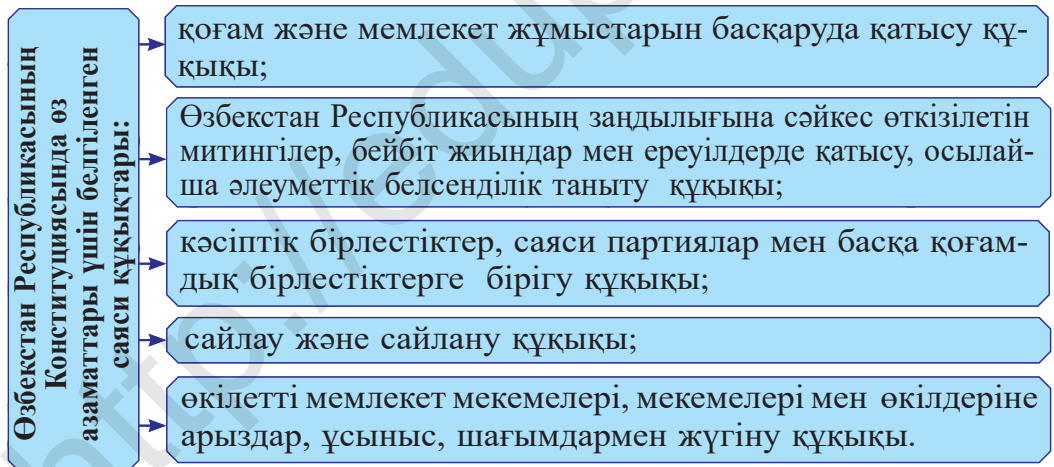 Өзбекстан Республикасының
Конституциясында өз
азаматтары үшін белгіленген
саяси құқықтары:
қоғам және мемлекет жұмыстарын басқаруда қатысу құ-
қықы;
Өзбекстан Республикасының заңдылығына сәйкес өткізілетін
митингілер, бейбіт жиындар мен ереуілдерде қатысу, осылай-
ша әлеуметтік белсенділік таныту құқықы;
кәсіптік бірлестіктер, саяси партиялар мен басқа қоғам-
дық бірлестіктерге бірігу құқықы;
сайлау және сайлану құқықы;
өкілетті мемлекет мекемелері, мекемелері мен өкілдеріне
арыздар, ұсыныс, шағымдармен жүгіну құқықы.
http://edup